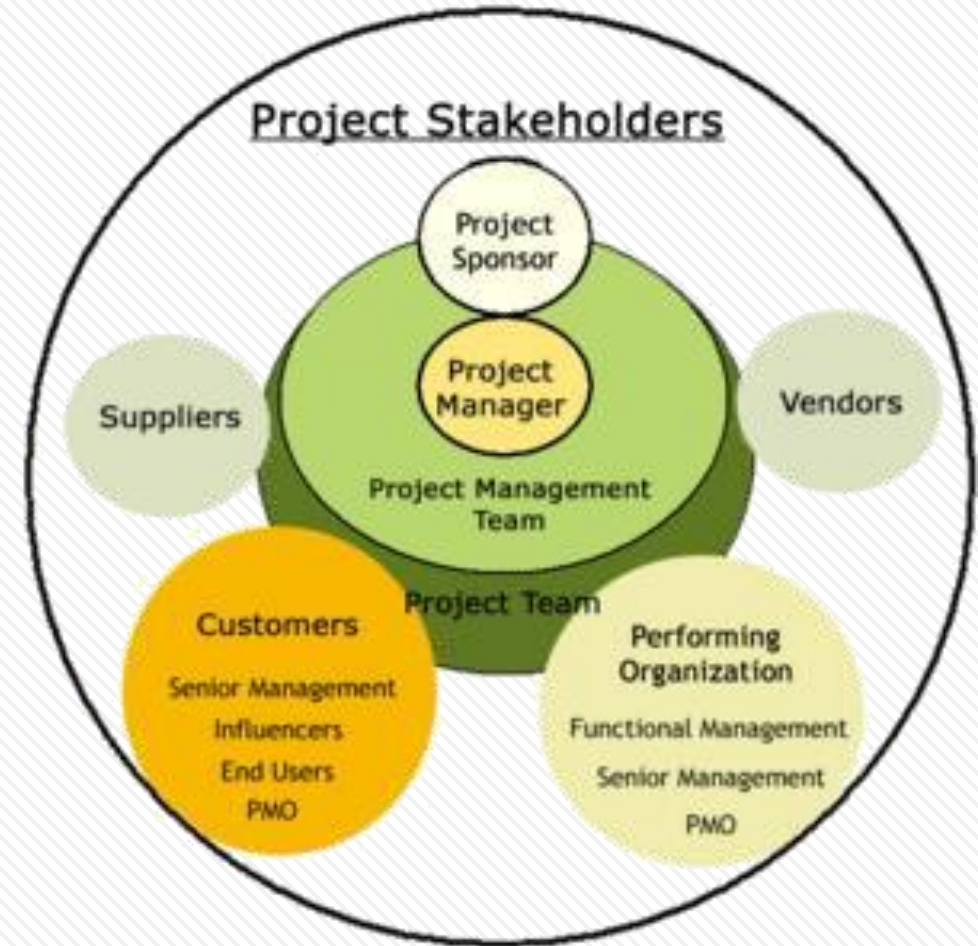 Project Stakeholders
Project
Sponsor
Project
Manager
Suppliers
Vendors
Project Management
Team
Project Team
Customers
Senior Management
Influencers
End Users
PMO
Performing
Organization
Functional Management
Senior Management
PMO